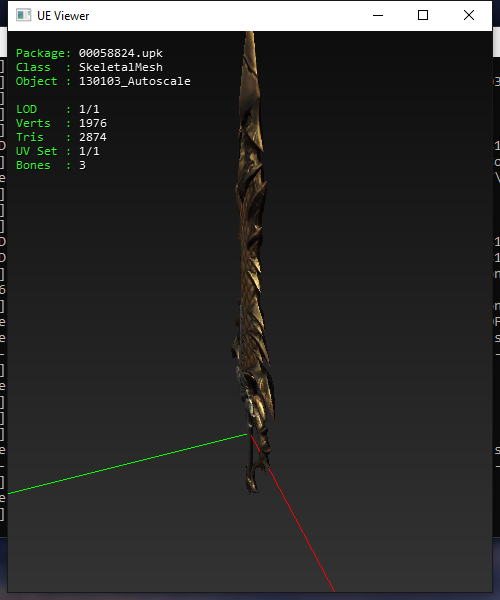 UE Viewer
Package: 00058824.upk
Class  : SkeletalMesh
Object : 130103_Autoscale
LOD    : 1/1
Verts  : 1976
Tris   : 2874
UV Set : 1/1
Bones  : 3